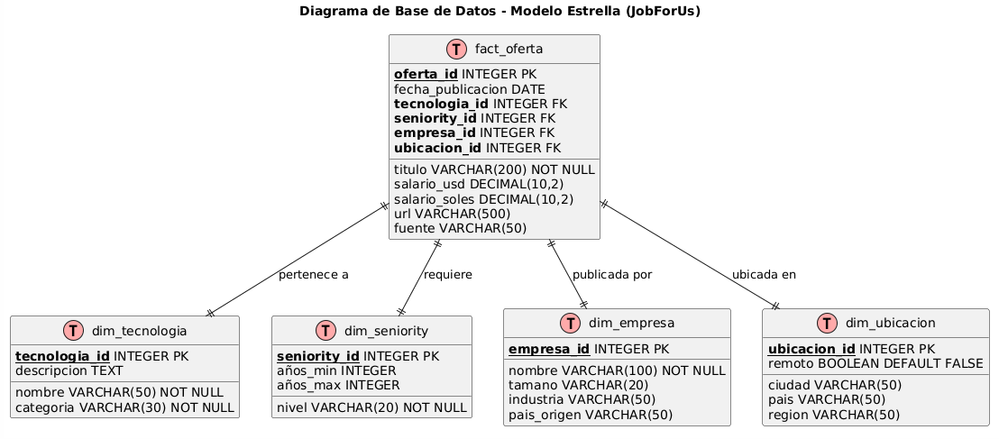 Diagrama de Base de Datos - Modelo Estrella (JobForUs)
T fact_oferta
oferta_id INTEGER PK
fecha_publicacion DATE
tecnologia_id INTEGER FK
seniority_id INTEGER FK
empresa_id INTEGER FK
ubicacion_id INTEGER FK
titulo VARCHAR(200) NOT NULL
salario_usd DECIMAL(10,2)
salario_soles DECIMAL(10,2)
url VARCHAR(500)
fuente VARCHAR(50)
pertenece a
requiere
publicada por
ubicada en
T dim_tecnologia
tecnologia_id INTEGER PK
descripcion TEXT
nombre VARCHAR(50) NOT NULL
categoria VARCHAR(30) NOT NULL
T dim_seniority
seniority_id INTEGER PK
años_min INTEGER
años_max INTEGER
nivel VARCHAR(20) NOT NULL
T dim_empresa
empresa_id INTEGER PK
nombre VARCHAR(100) NOT NULL
tamano VARCHAR(20)
industria VARCHAR(50)
pais_origen VARCHAR(50)
T dim_ubicacion
ubicacion_id INTEGER PK
remoto BOOLEAN DEFAULT FALSE
ciudad VARCHAR(50)
pais VARCHAR(50)
region VARCHAR(50)